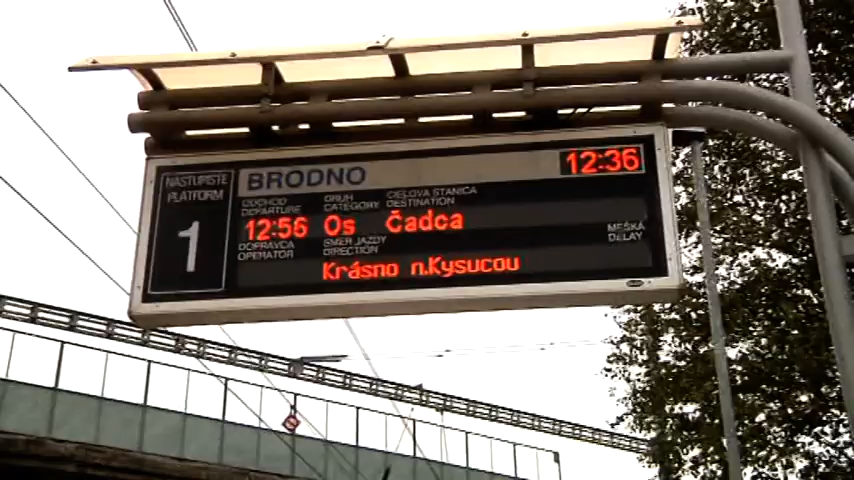 BRODNO 12:36
NÁSTUPIŠTE
PLATFORM
1
ODCHOD DRUH CIEĽOVÁ STANICA
DEPARTURE CATEGORY DESTINATION
12:56 Os Čadca
DOPRAVCA SMER JAZDY MEŠKÁ
OPERATOR DIRECTION DELAY
Krásno n.Kysucou